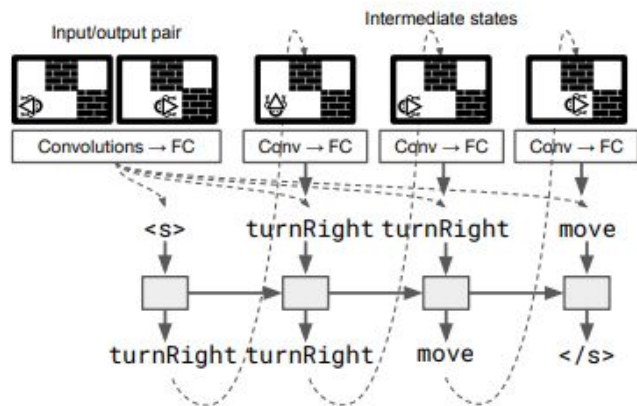 Input/output pair
Intermediate states
Convolutions → FC
Conv → FC
Conv → FC
Conv → FC
<s>
turnRight
turnRight
move
turnRight
turnRight
move
</s>